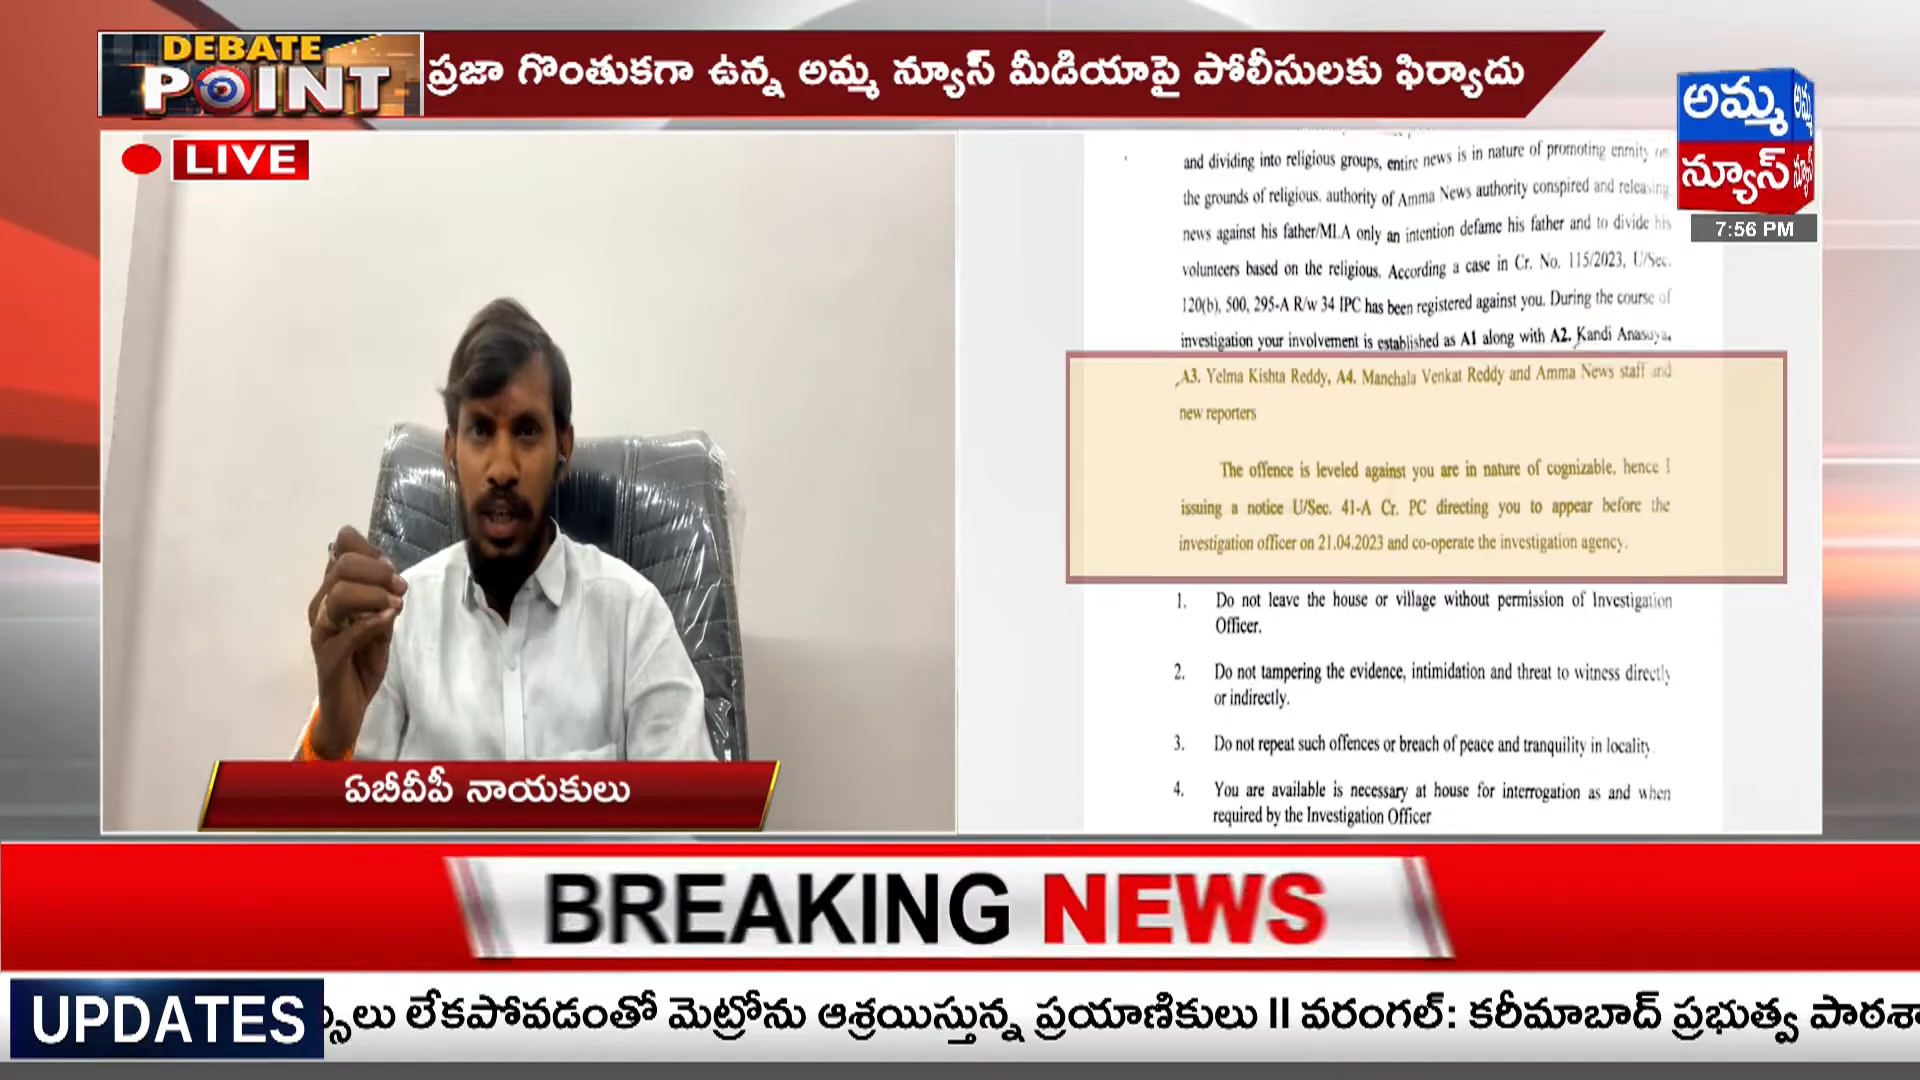 DEBATE
POINT
ప్రజా గొంతుకగా ఉన్న అమ్మ న్యూస్ మీడియాపై పోలీసులకు ఫిర్యాదు
అమ్మ
న్యూస్
7:56 PM
LIVE
and dividing into religious groups, entire news is in nature of promoting enmity on
the grounds of religious, authority of Amma News authority conspired and releasing
news against his father/MLA only an intention defame his father and to divide his
volunteers based on the religious. According a case in Cr. No. 115/2023, U/Sec.
120(b), 500, 295-A R/w 34 IPC has been registered against you. During the course of
investigation your involvement is established as A1 along with A2. Kandi Anasuya,
A3. Yelma Kishta Reddy, A4. Manchala Venkat Reddy and Amma News staff and
new reporters
The offence is leveled against you are in nature of cognizable, hence I
issuing a notice U/Sec. 41-A Cr. PC directing you to appear before the
investigation officer on 21.04.2023 and co-operate the investigation agency.
1. Do not leave the house or village without permission of Investigation
Officer.
2. Do not tampering the evidence, intimidation and threat to witness directly
or indirectly.
3. Do not repeat such offences or breach of peace and tranquility in locality.
4. You are available is necessary at house for interrogation as and when
required by the Investigation Officer
ఏబీవీపీ నాయకులు
BREAKING NEWS
UPDATES
లేకపోవడంతో మెట్రోను ఆశ్రయిస్తున్న ప్రయాణికులు || వరంగల్: కరీమాబాద్ ప్రభుత్వ